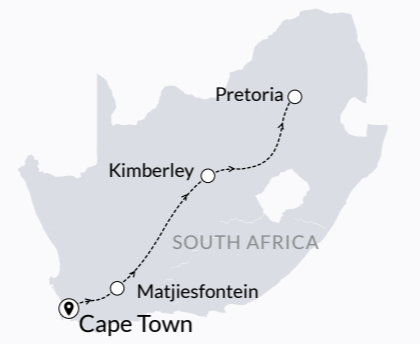 Pretoria
Kimberley
SOUTH AFRICA
Matjiesfontein
Cape Town